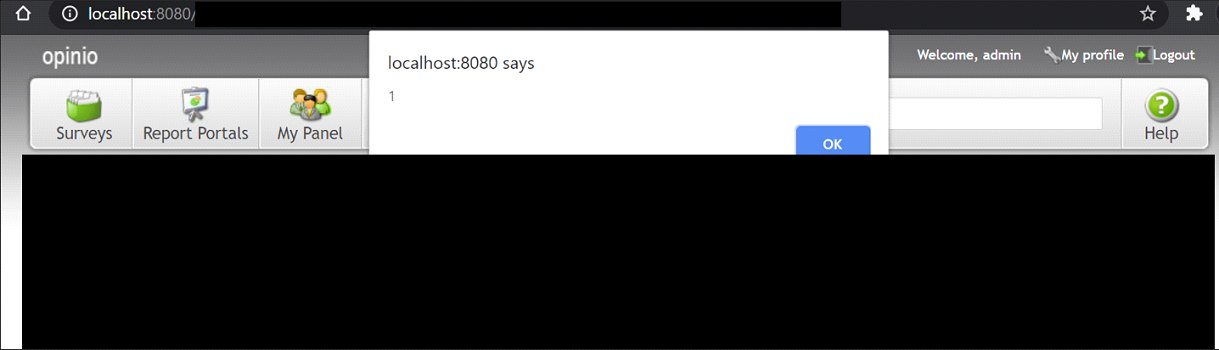 localhost:8080/
opinio
Welcome, admin
My profile
Logout
localhost:8080 says
1
OK
Surveys
Report Portals
My Panel
Help